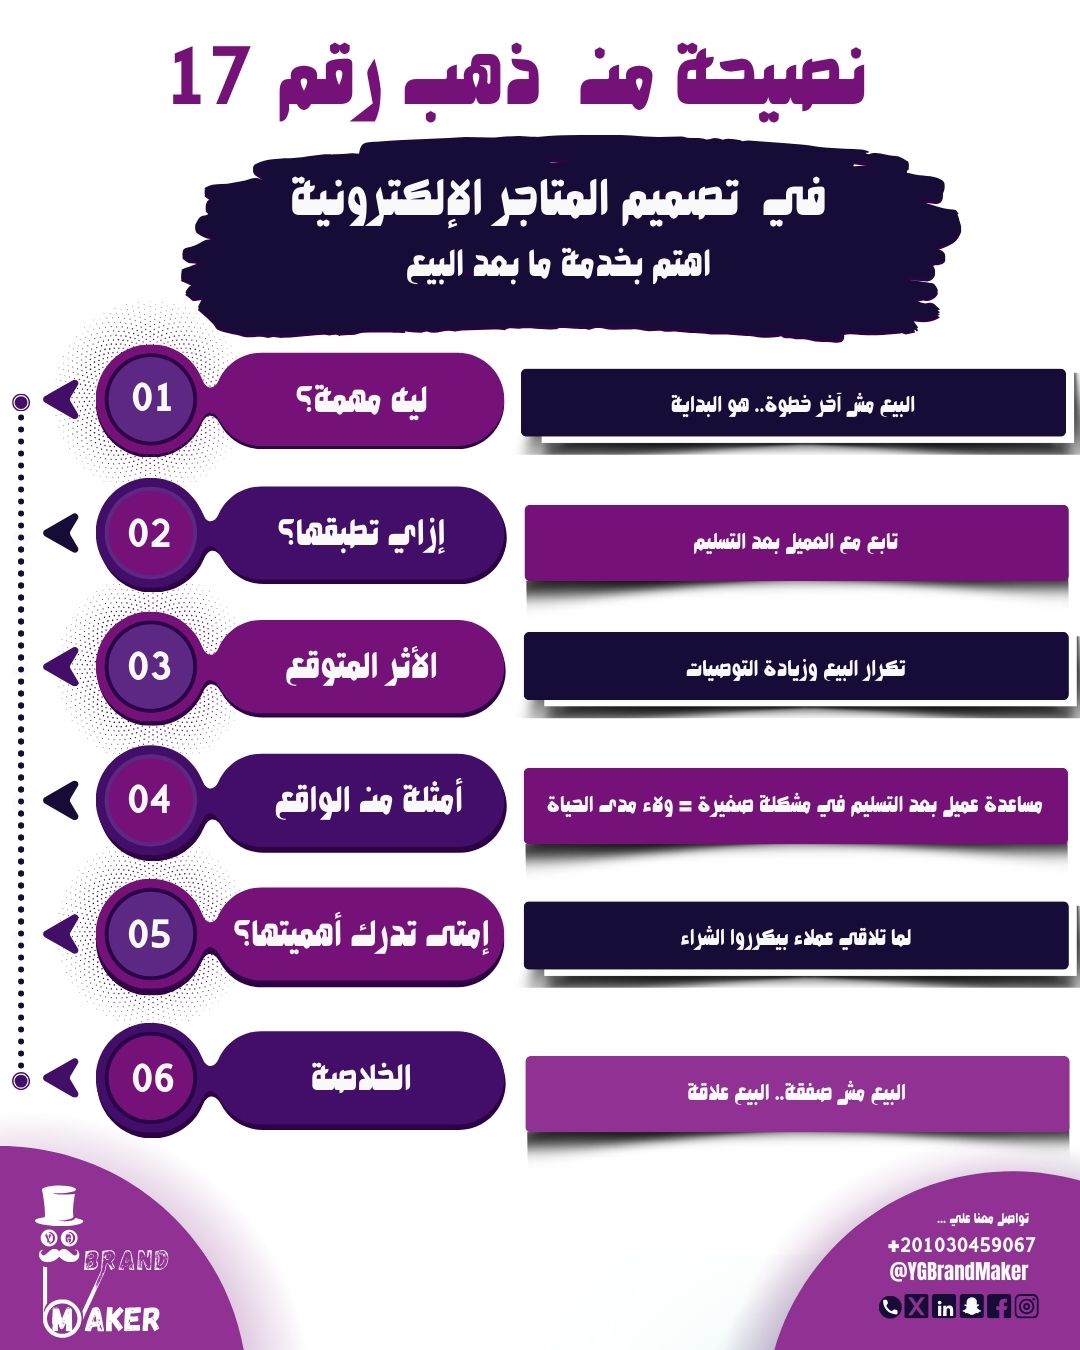 نصيحة من ذهب رقم 17
في تصميم المتاجر الإلكترونية
اهتم بخدمة ما بعد البيع
01
ليه مهمة؟
البيع مش آخر خطوة.. هو البداية
02
إزاي تطبقها؟
تابع مع العميل بعد التسليم
03
الأثر المتوقع
تكرار البيع وزيادة التوصيات
04
أمثلة من الواقع
مساعدة عميل بعد التسليم في مشكلة صغيرة = ولاء مدى الحياة
05
إمتى تدرك أهميتها؟
لما تلاقي عملاء بيكرروا الشراء
06
الخلاصة
البيع مش صفقة.. البيع علاقة
YG
BRAND
MAKER
تواصل معنا علي ...
+201030459067
@YGBrandMaker